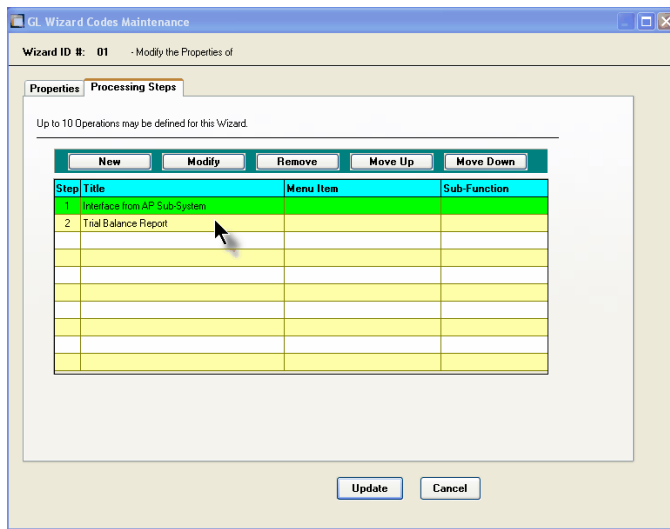 GL Wizard Codes Maintenance
Wizard ID #: 01 - Modify the Properties of
Properties Processing Steps
Up to 10 Operations may be defined for this Wizard.
New Modify Remove Move Up Move Down
Step Title Menu Item Sub-Function
1 Interface from AP Sub-System
2 Trial Balance Report
Update Cancel